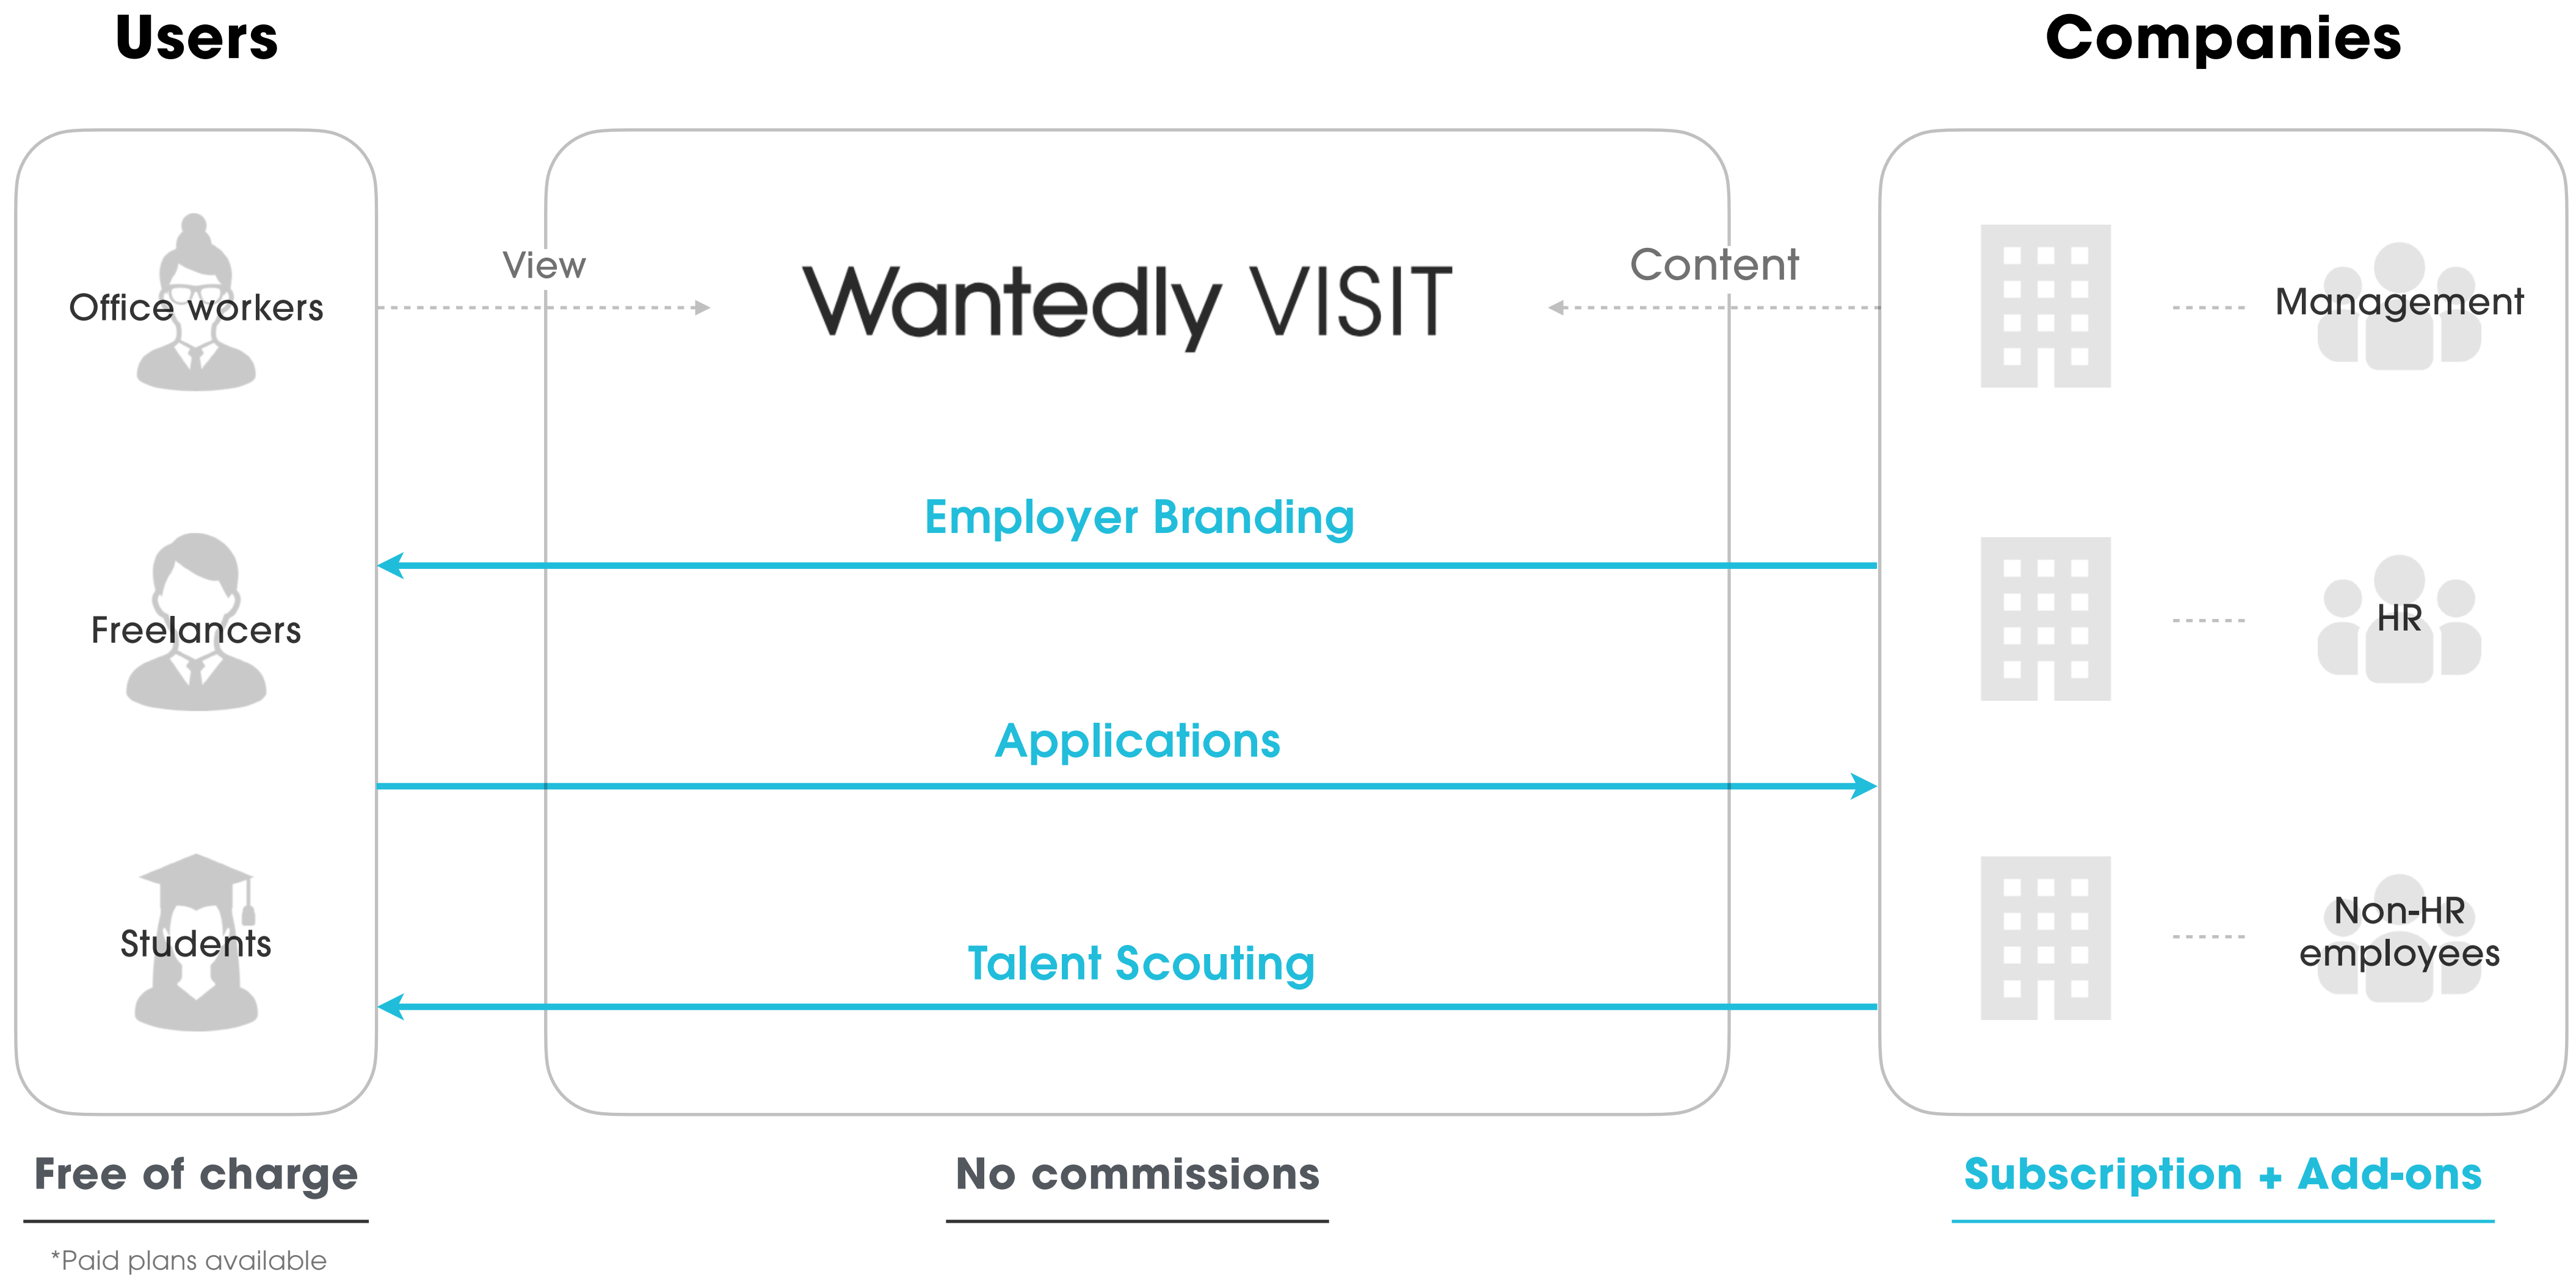 Users
Companies
Office workers
View
Wantedly VISIT
Content
Management
Employer Branding
Freelancers
HR
Applications
Students
Talent Scouting
Non-HR
employees
Free of charge
No commissions
Subscription + Add-ons
*Paid plans available